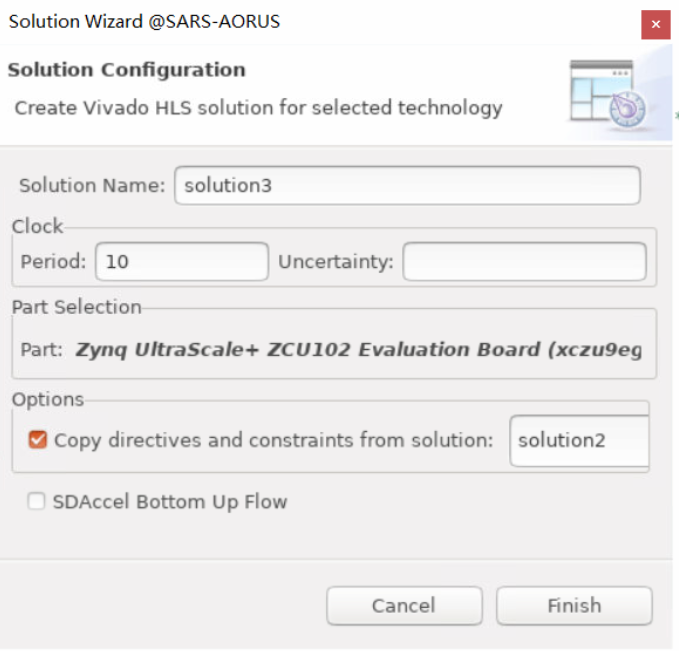 Solution Wizard @SARS-AORUS
Solution Configuration
Create Vivado HLS solution for selected technology
Solution Name: solution3
Clock
Period: 10 Uncertainty:
Part Selection
Part: Zynq UltraScale+ ZCU102 Evaluation Board (xczu9eg
Options
Copy directives and constraints from solution: solution2
SDAccel Bottom Up Flow
Cancel Finish